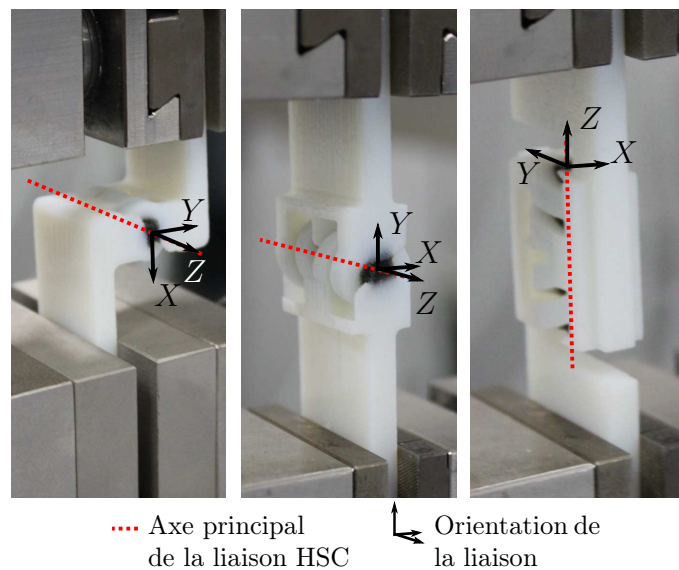 Y
Z
X
Y
X
Z
Z
X
Y
Axe principal
de la liaison HSC
Orientation de
la liaison